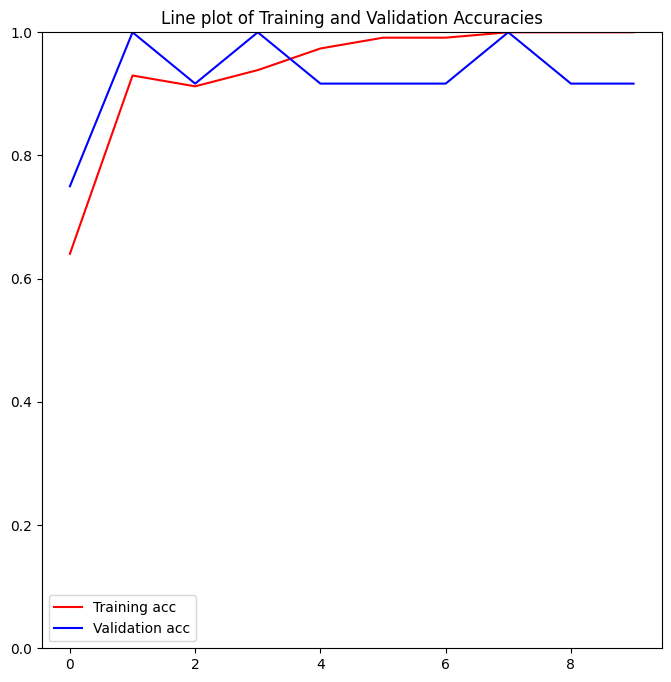 Line plot of Training and Validation Accuracies
1.0
0.8
0.6
0.4
0.2
0.0
Training acc
Validation acc
0 2 4 6 8